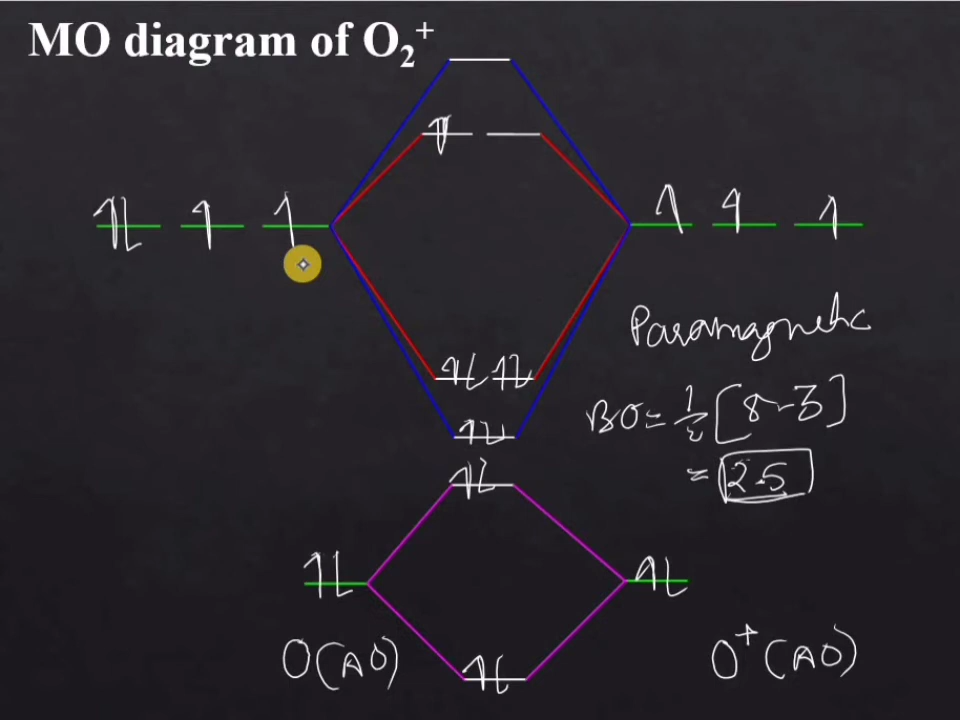 MO diagram of O₂⁺
Paramagnetic
BO = 1/2 [8-3]
= 2.5
O(AO)
O⁺(AO)